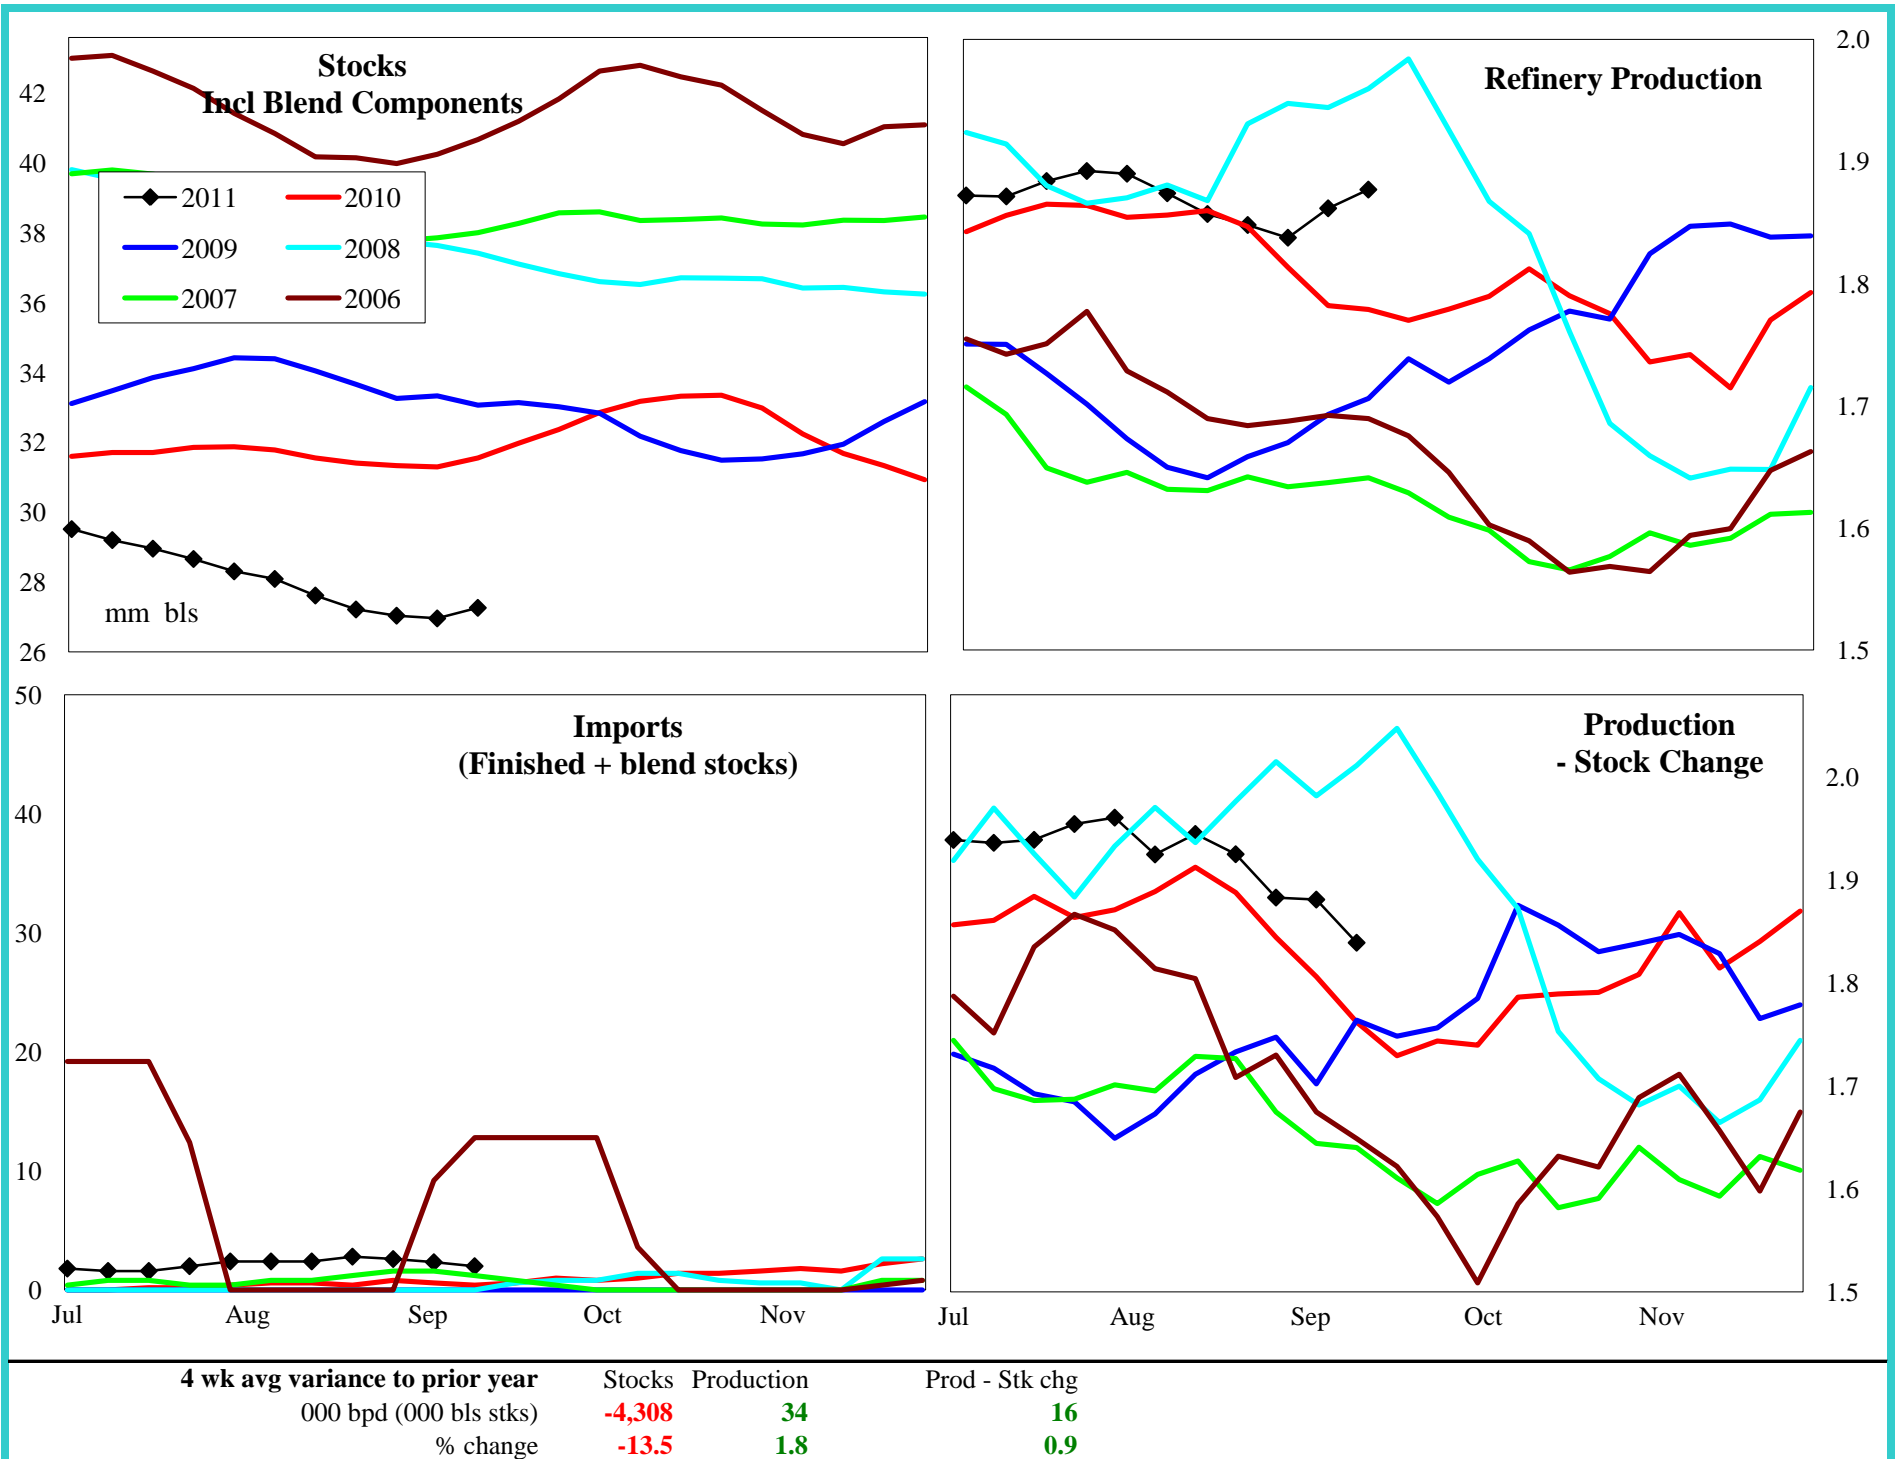 Stocks
Incl Blend Components
42
40
38
36
34
32
30
28
26
2011
2010
2009
2008
2007
2006
mm bls
Refinery Production
2.0
1.9
1.8
1.7
1.6
1.5
Imports
(Finished + blend stocks)
50
40
30
20
10
0
Jul Aug Sep Oct Nov
Production
- Stock Change
2.0
1.9
1.8
1.7
1.6
1.5
Jul Aug Sep Oct Nov
4 wk avg variance to prior year Stocks Production Prod - Stk chg
000 bpd (000 bls stks) -4,308 34 16
% change -13.5 1.8 0.9